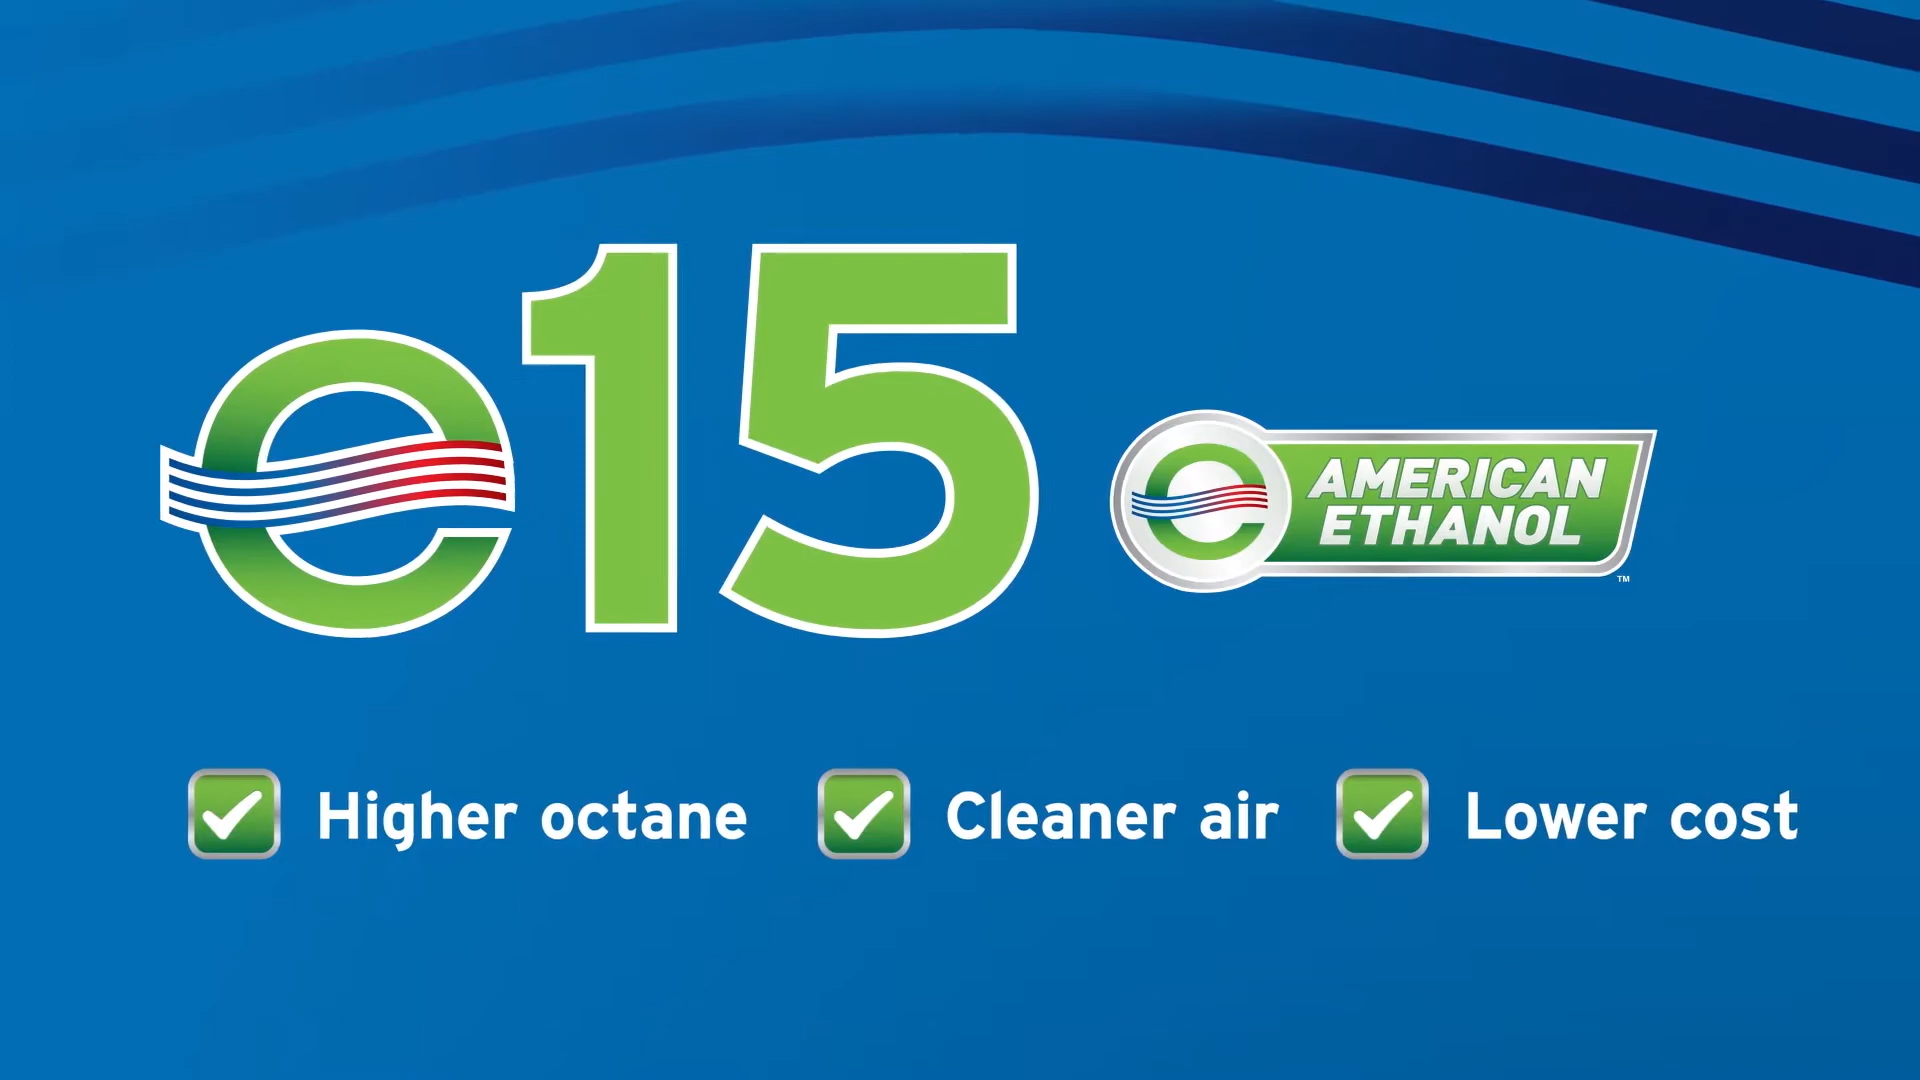 e15
AMERICAN
ETHANOL
™
Higher octane
Cleaner air
Lower cost